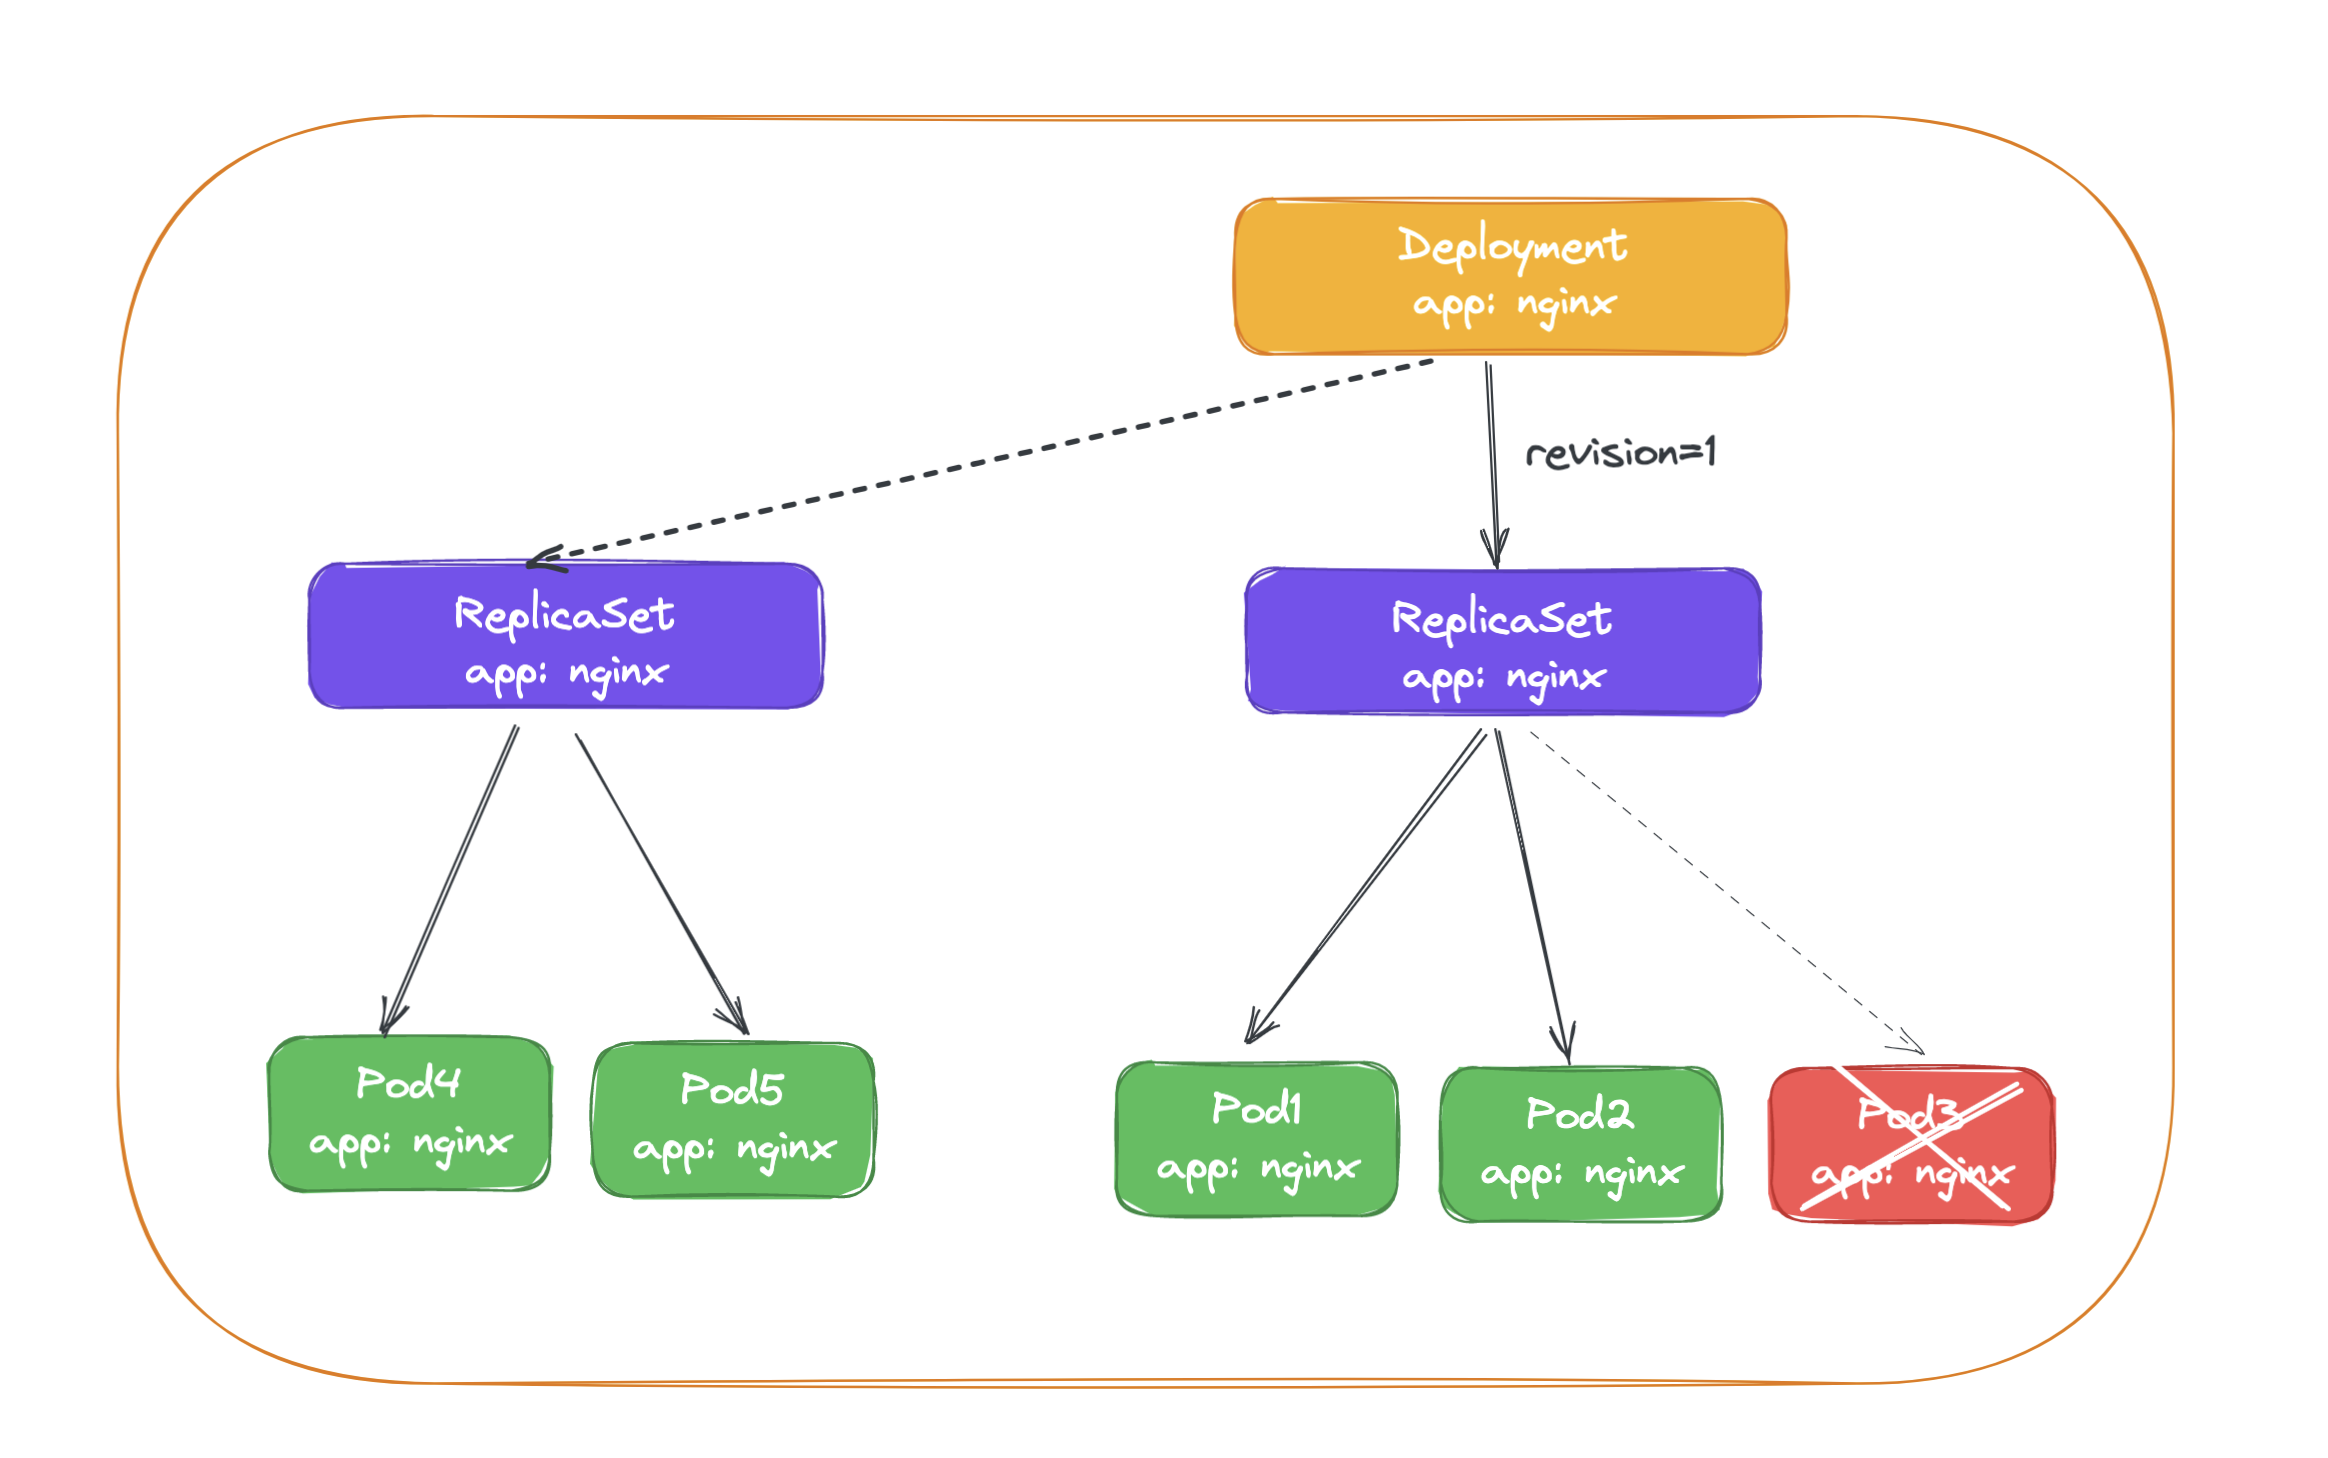 Deployment
app: nginx
revision=1
ReplicaSet
app: nginx
ReplicaSet
app: nginx
Pod4
app: nginx
Pod5
app: nginx
Pod1
app: nginx
Pod2
app: nginx
Pod3
app: nginx